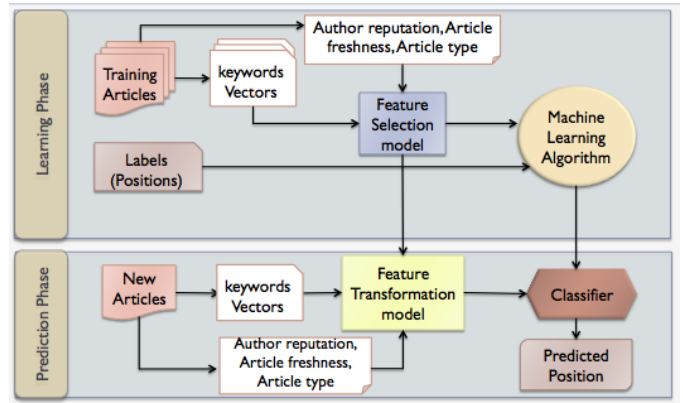 Learning Phase
Author reputation, Article
freshness, Article type
Training
Articles
keywords
Vectors
Feature
Selection
model
Machine
Learning
Algorithm
Labels
(Positions)
Prediction Phase
New
Articles
keywords
Vectors
Feature
Transformation
model
Classifier
Author reputation,
Article freshness,
Article type
Predicted
Position